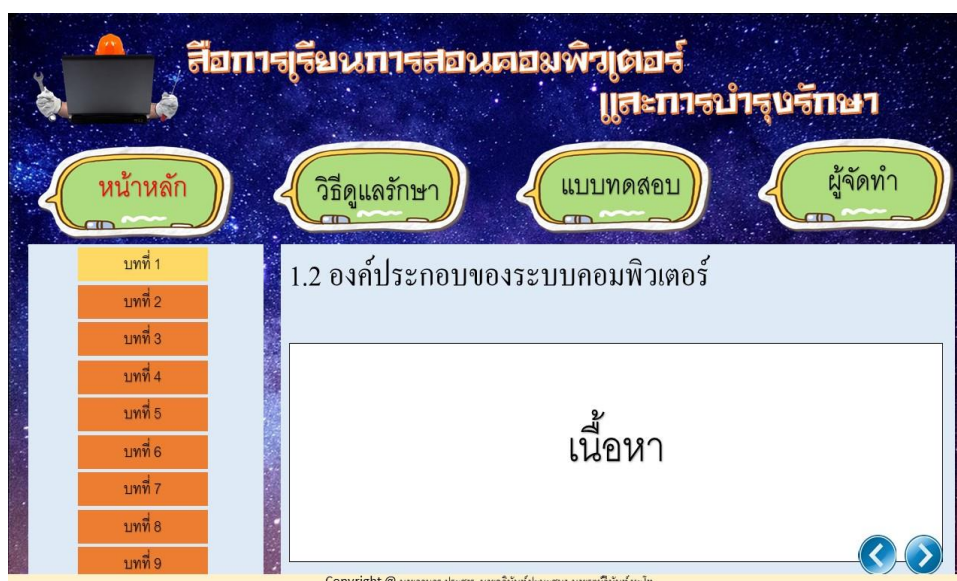 สื่อการเรียนการสอนคอมพิวเตอร์
และการบำรุงรักษา
หน้าหลัก
วิธีดูแลรักษา
แบบทดสอบ
ผู้จัดทำ
บทที่ 1
บทที่ 2
บทที่ 3
บทที่ 4
บทที่ 5
บทที่ 6
บทที่ 7
บทที่ 8
บทที่ 9
1.2 องค์ประกอบของระบบคอมพิวเตอร์
เนื้อหา
Copyright @